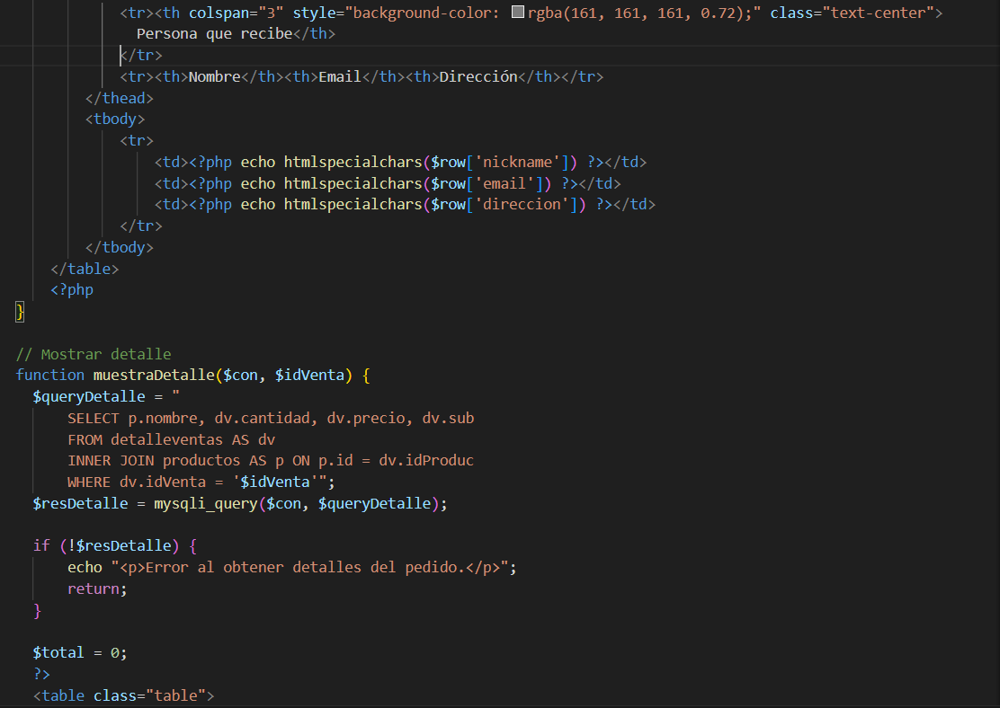 <tr><th colspan="3" style="background-color: rgba(161, 161, 161, 0.72);" class="text-center">
Persona que recibe</th>
</tr>
<tr><th>Nombre</th><th>Email</th><th>Dirección</th></tr>
</thead>
<tbody>
<tr>
<td><?php echo htmlspecialchars($row['nickname']) ?></td>
<td><?php echo htmlspecialchars($row['email']) ?></td>
<td><?php echo htmlspecialchars($row['direccion']) ?></td>
</tr>
</tbody>
</table>
<?php
}
// Mostrar detalle
function muestraDetalle($con, $idVenta) {
$queryDetalle = "
SELECT p.nombre, dv.cantidad, dv.precio, dv.sub
FROM detalleventas AS dv
INNER JOIN productos AS p ON p.id = dv.idProduc
WHERE dv.idVenta = '$idVenta'";
$resDetalle = mysqli_query($con, $queryDetalle);
if (!$resDetalle) {
echo "<p>Error al obtener detalles del pedido.</p>";
return;
}
$total = 0;
?>
<table class="table">